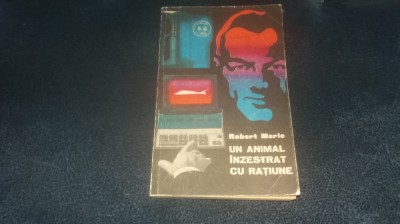 Robert Merle
UN ANIMAL
ÎNZESTRAT
CU RAȚIUNE